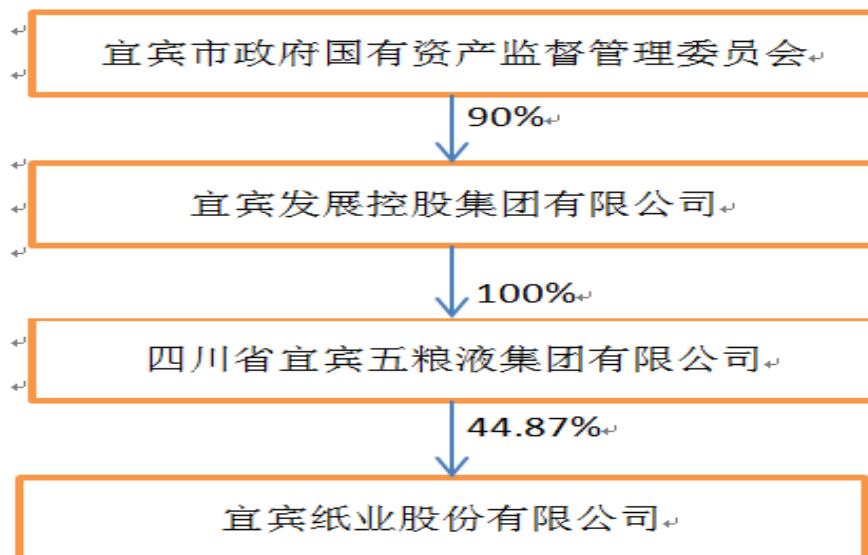 宜宾市政府国有资产监督管理委员会
90%
宜宾发展控股集团有限公司
100%
四川省宜宾五粮液集团有限公司
44.87%
宜宾纸业股份有限公司